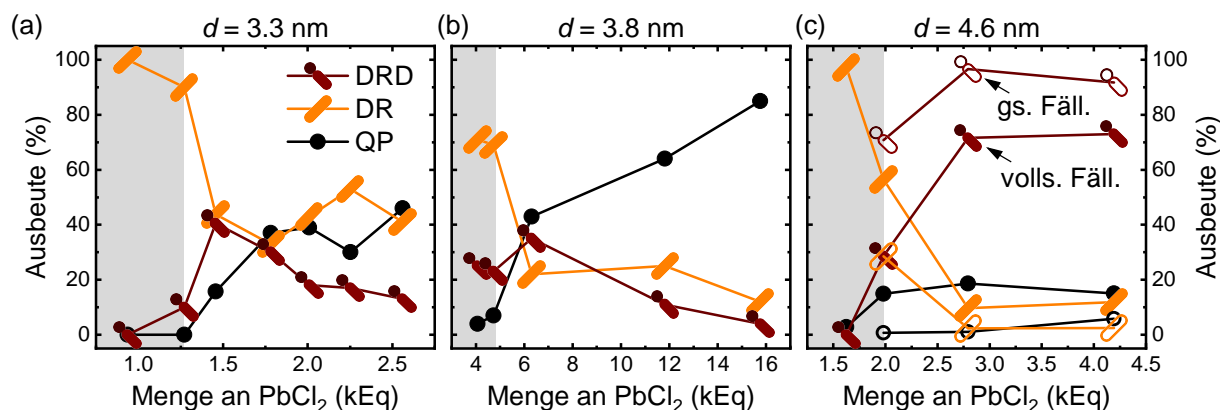 (a) d = 3.3 nm (b) d = 3.8 nm (c) d = 4.6 nm
100 100
DRD
DR
QP
gs. Fäll.
volls. Fäll.
80 80
60 60
40 40
20 20
0 0
Ausbeute (%) Ausbeute (%)
1.0 1.5 2.0 2.5 4 6 8 10 12 14 16 1.5 2.0 2.5 3.0 3.5 4.0 4.5
Menge an PbCl₂ (kEq) Menge an PbCl₂ (kEq) Menge an PbCl₂ (kEq)